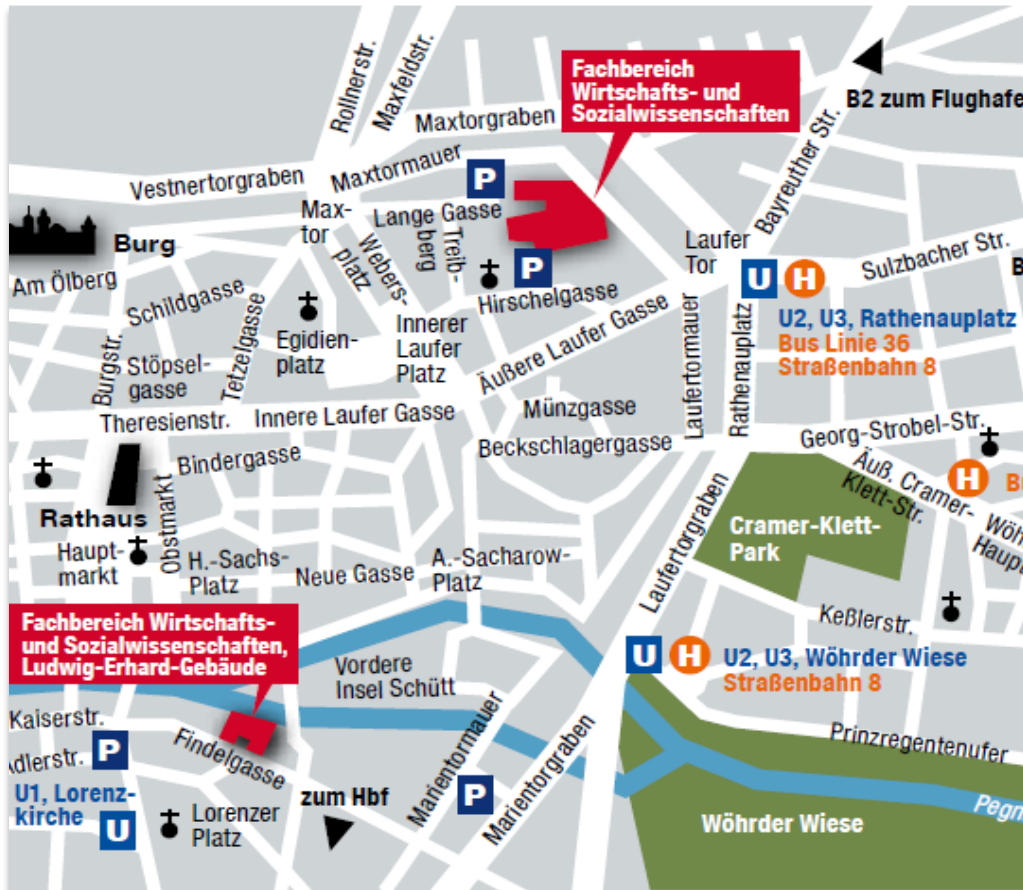 Rollnerstr.
Maxfeldstr.
Fachbereich
Wirtschafts- und
Sozialwissenschaften
B2 zum Flughafe
Maxtorgraben
Bayreuther Str.
Maxtormauer
P
Vestnertorgraben
Max-
tor
Lange Gasse
Treib-
berg
Webers-
platz
Burg
Laufer
Tor
Sulzbacher Str.
B
Am Ölberg
P
U H
Schildgasse
Hirschelgasse
U2, U3, Rathenauplatz
Bus Linie 36
Straßenbahn 8
Tetzelgasse
Egidien-
platz
Innerer
Laufer
Platz
Äußere Laufer Gasse
Laufertormauer
Rathenauplatz
Burgstr.
Stöpsel-
gasse
Münzgasse
Theresienstr.
Innere Laufer Gasse
Beckschlagergasse
Georg-Strobel-Str.
Bindergasse
Äuß. Cramer-
Klett-Str.
H
Rathaus
Obstmarkt
Laufertorgraben
Cramer-Klett-
Park
Haupt-
markt
H.-Sachs-
Platz
Neue Gasse
A.-Sacharow-
Platz
Keßlerstr.
Fachbereich Wirtschafts-
und Sozialwissenschaften,
Ludwig-Erhard-Gebäude
Vordere
Insel Schütt
U H
U2, U3, Wöhrder Wiese
Straßenbahn 8
Kaiserstr.
Findelgasse
Marientormauer
Marientorgraben
Prinzregentenufer
P
U1, Lorenz-
kirche
U
Lorenzer
Platz
zum Hbf
P
Wöhrder Wiese